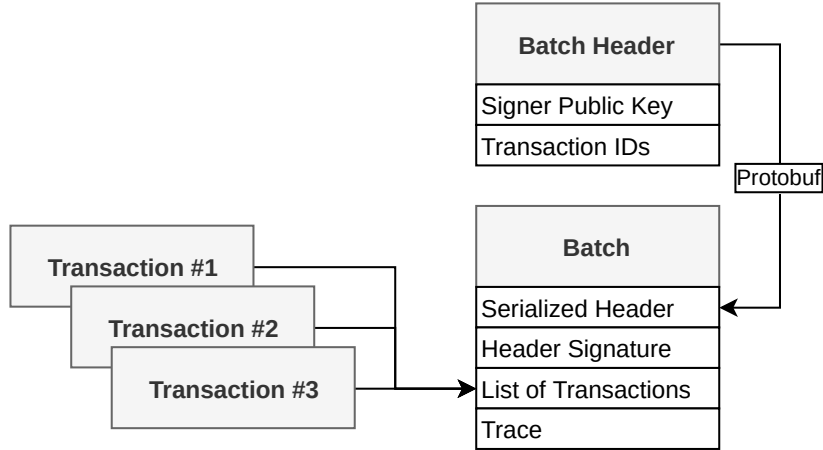 Batch Header
Signer Public Key
Transaction IDs
Protobuf
Batch
Serialized Header
Header Signature
List of Transactions
Trace
Transaction #1
Transaction #2
Transaction #3